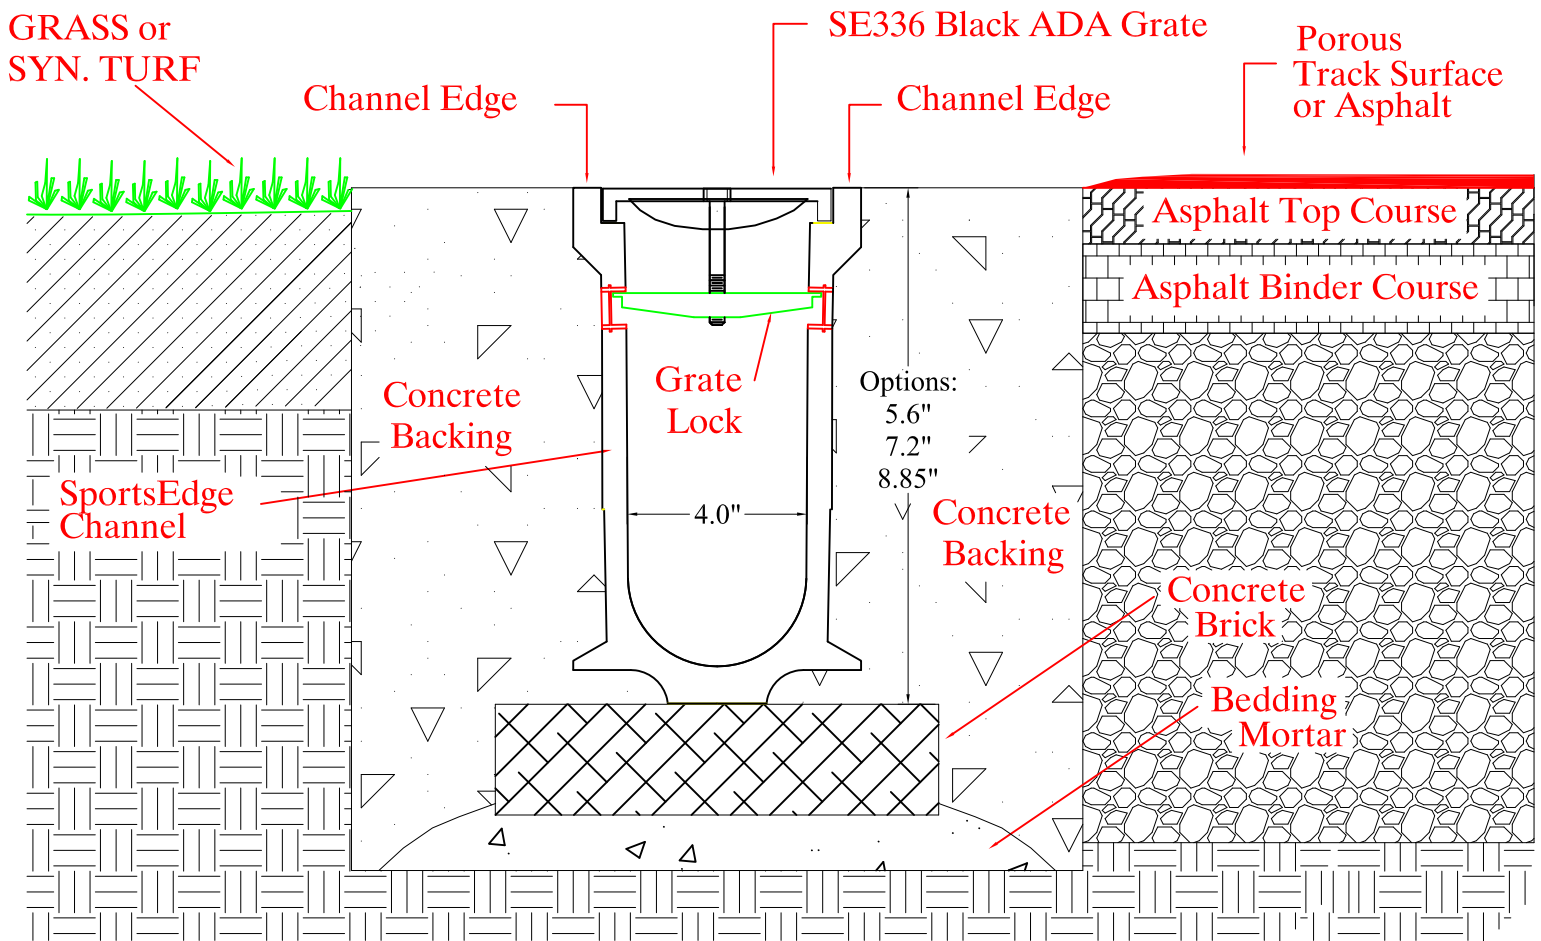 GRASS or
SYN. TURF
Channel Edge
SE336 Black ADA Grate
Channel Edge
Porous
Track Surface
or Asphalt
Asphalt Top Course
Asphalt Binder Course
Grate
Lock
Concrete
Backing
Options:
5.6"
7.2"
8.85"
SportsEdge
Channel
4.0"
Concrete
Backing
Concrete
Brick
Bedding
Mortar